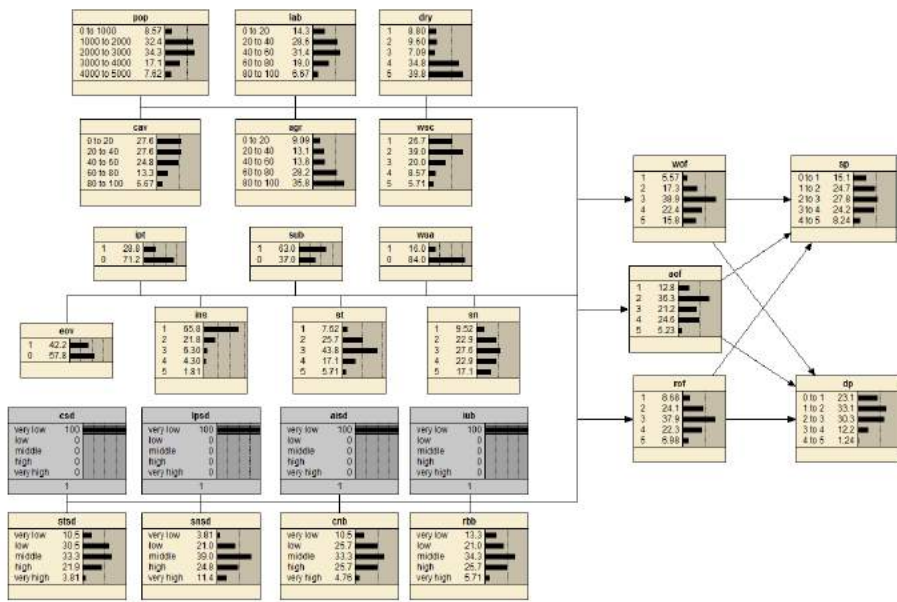 pop
0 to 1000 8.57
1000 to 2000 32.4
2000 to 3000 34.3
3000 to 4000 17.1
4000 to 5000 7.62
lab
0 to 20 14.3
20 to 40 28.6
40 to 60 31.4
60 to 80 19.0
80 to 100 6.67
dry
1 8.80
2 9.60
3 7.09
4 34.8
5 39.8
cav
0 to 20 27.6
20 to 40 27.6
40 to 60 24.8
60 to 80 13.3
80 to 100 6.67
agr
0 to 20 9.09
20 to 40 13.1
40 to 60 13.8
60 to 80 28.2
80 to 100 35.8
wsc
1 26.7
2 39.0
3 20.0
4 8.57
5 5.71
wof
1 5.57
2 17.3
3 38.9
4 22.4
5 15.8
sp
0 to 1 15.1
1 to 2 24.7
2 to 3 27.8
3 to 4 24.2
4 to 5 8.24
ipt
1 28.8
0 71.2
sub
1 63.0
0 37.0
1 16.0
0 84.0
aof
1 12.8
2 36.3
3 21.2
4 24.6
5 5.23
eov
1 42.2
0 57.8
ins
1 65.8
2 21.8
3 6.30
4 4.30
5 1.81
st
1 7.62
2 25.7
3 43.8
4 17.1
5 5.71
sn
1 9.52
2 22.9
3 27.6
4 22.9
5 17.1
rof
1 8.68
2 24.1
3 37.9
4 22.3
5 6.98
dp
0 to 1 23.1
1 to 2 33.1
2 to 3 30.3
3 to 4 12.2
4 to 5 1.24
csd
very low 100
low 0
middle 0
high 0
very high 0
1
ipsd
very low 100
low 0
middle 0
high 0
very high 0
1
aisd
very low 100
low 0
middle 0
high 0
very high 0
1
iub
very low 100
low 0
middle 0
high 0
very high 0
1
stsd
very low 10.5
low 30.5
middle 33.3
high 21.9
very high 3.81
snsd
very low 3.81
low 21.0
middle 39.0
high 24.8
very high 11.4
cnb
very low 10.5
low 25.7
middle 33.3
high 25.7
very high 4.76
rbb
very low 13.3
low 21.0
middle 34.3
high 25.7
very high 5.71